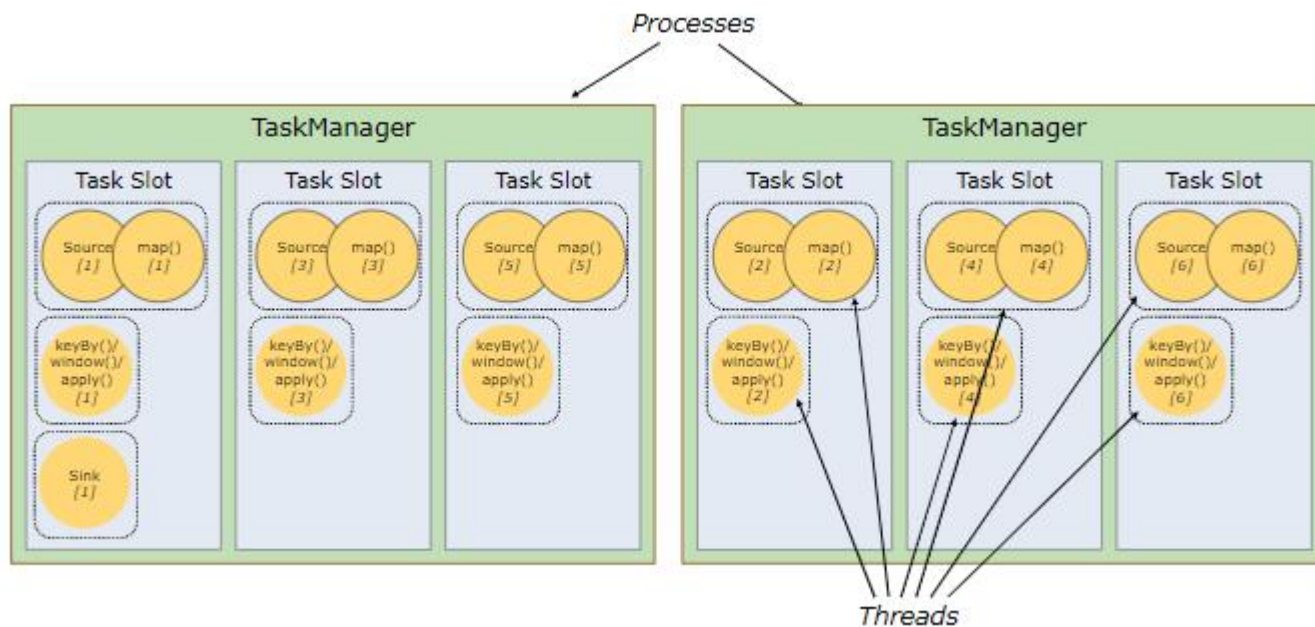 Processes
TaskManager
Task Slot
Task Slot
Task Slot
Source
[1]
map()
[1]
Source
[3]
map()
[3]
Source
[5]
map()
[5]
keyBy()/
window()/
apply()
[1]
keyBy()/
window()/
apply()
[3]
keyBy()/
window()/
apply()
[5]
Sink
[1]
TaskManager
Task Slot
Task Slot
Task Slot
Source
[2]
map()
[2]
Source
[4]
map()
[4]
Source
[6]
map()
[6]
keyBy()/
window()/
apply()
[2]
keyBy()/
window()/
apply()
[4]
keyBy()/
window()/
apply()
[6]
Threads